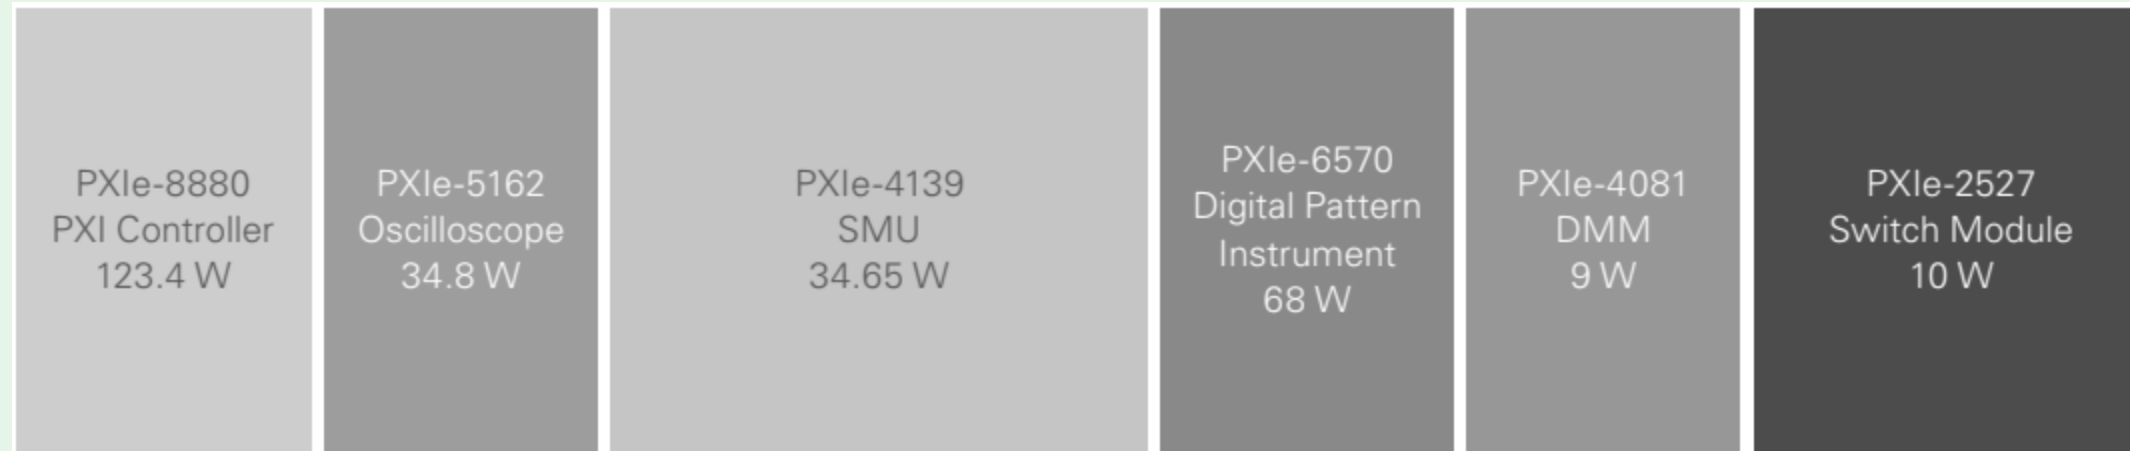 PXIe-8880
PXI Controller
123.4 W
PXIe-5162
Oscilloscope
34.8 W
PXIe-4139
SMU
34.65 W
PXIe-6570
Digital Pattern
Instrument
68 W
PXIe-4081
DMM
9 W
PXIe-2527
Switch Module
10 W